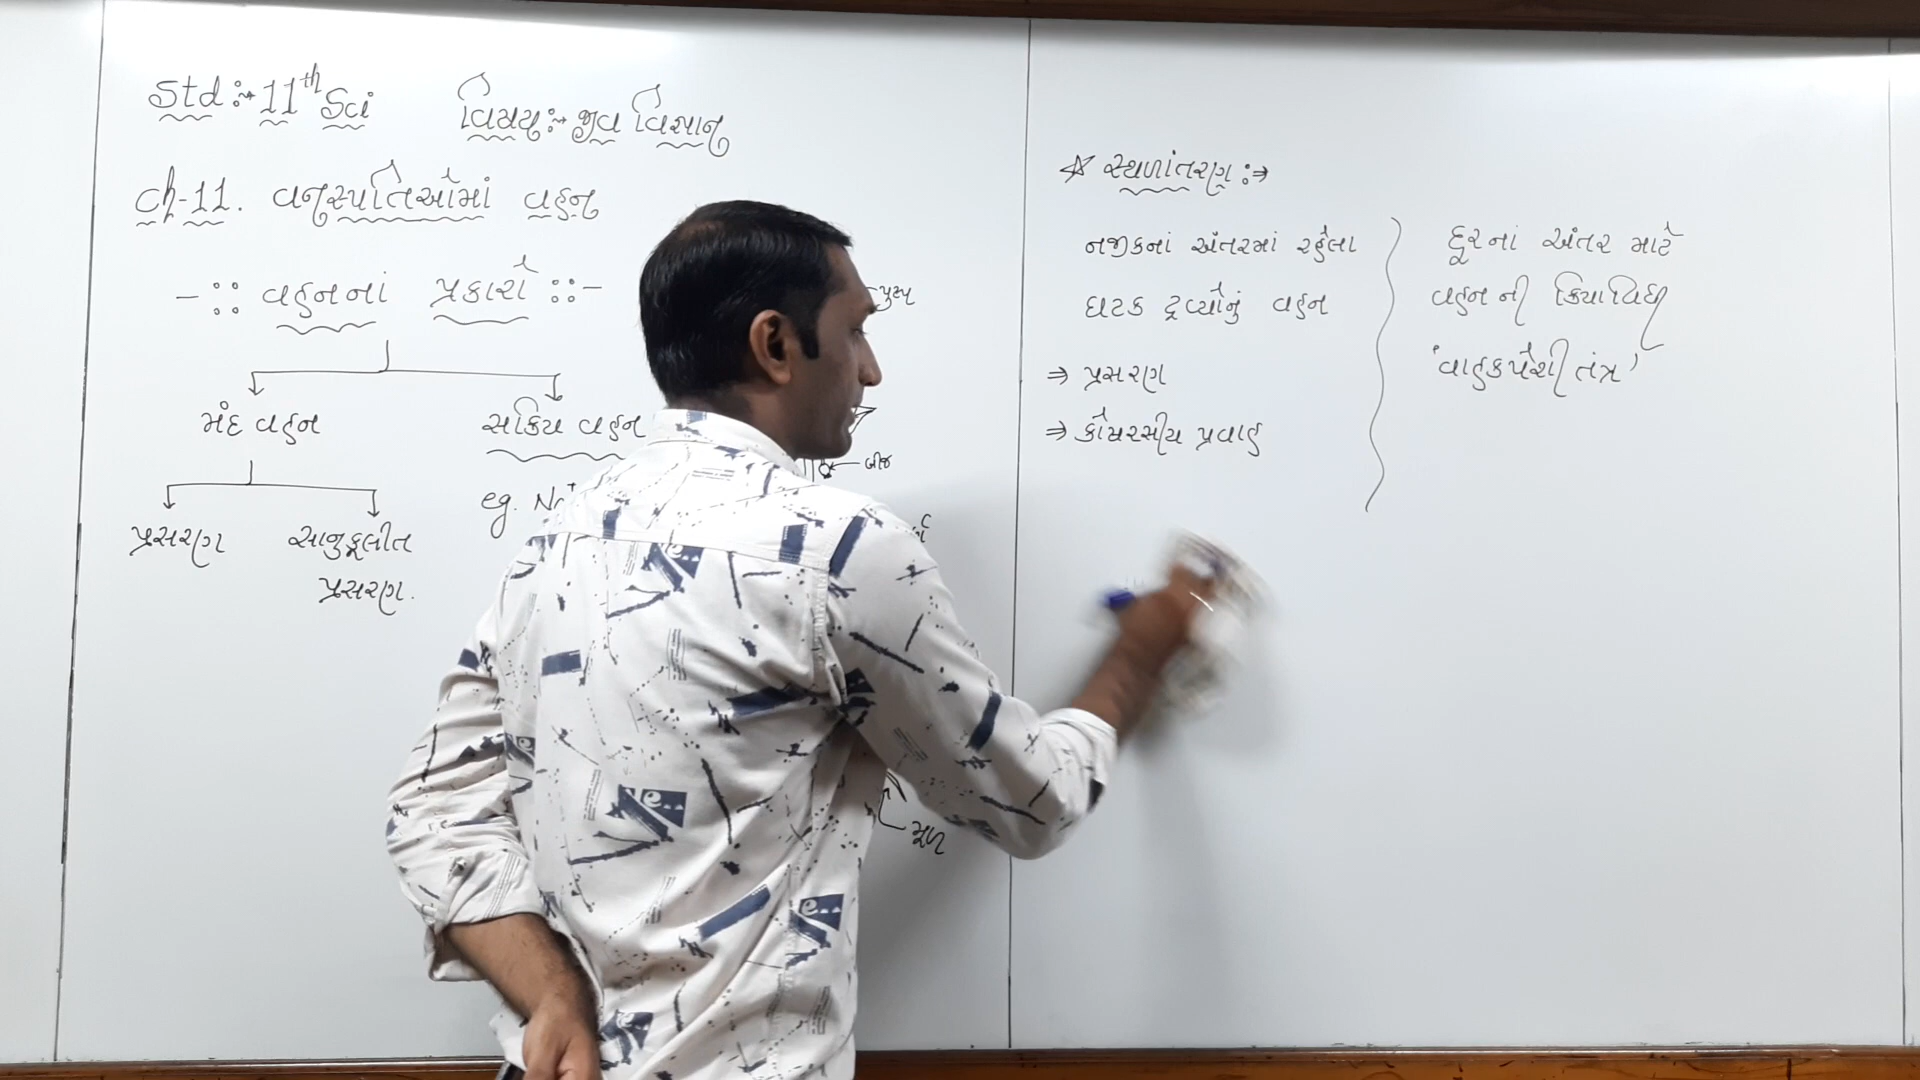 Std :→ 11th Sci
વિષય :→ જીવ વિજ્ઞાન
ch-11. વનસ્પતિઓમાં વહન
-:: વહનનાં પ્રકારો ::-
મંદ વહન
સક્રિય વહન
પ્રસરણ
સાનુકૂલીત
પ્રસરણ.
eg. Na+
પુષ્પ
બીજ
મૂળ
☆ સ્થળાંતરણ :⇒
નજીકનાં અંતરમાં રહેલા
ઘટક દ્રવ્યોનું વહન
⇒ પ્રસરણ
⇒ કોષરસીય પ્રવાહ
દૂરનાં અંતર માટે
વહન ની ક્રિયાવિધી
'વાહકપેશી તંત્ર'